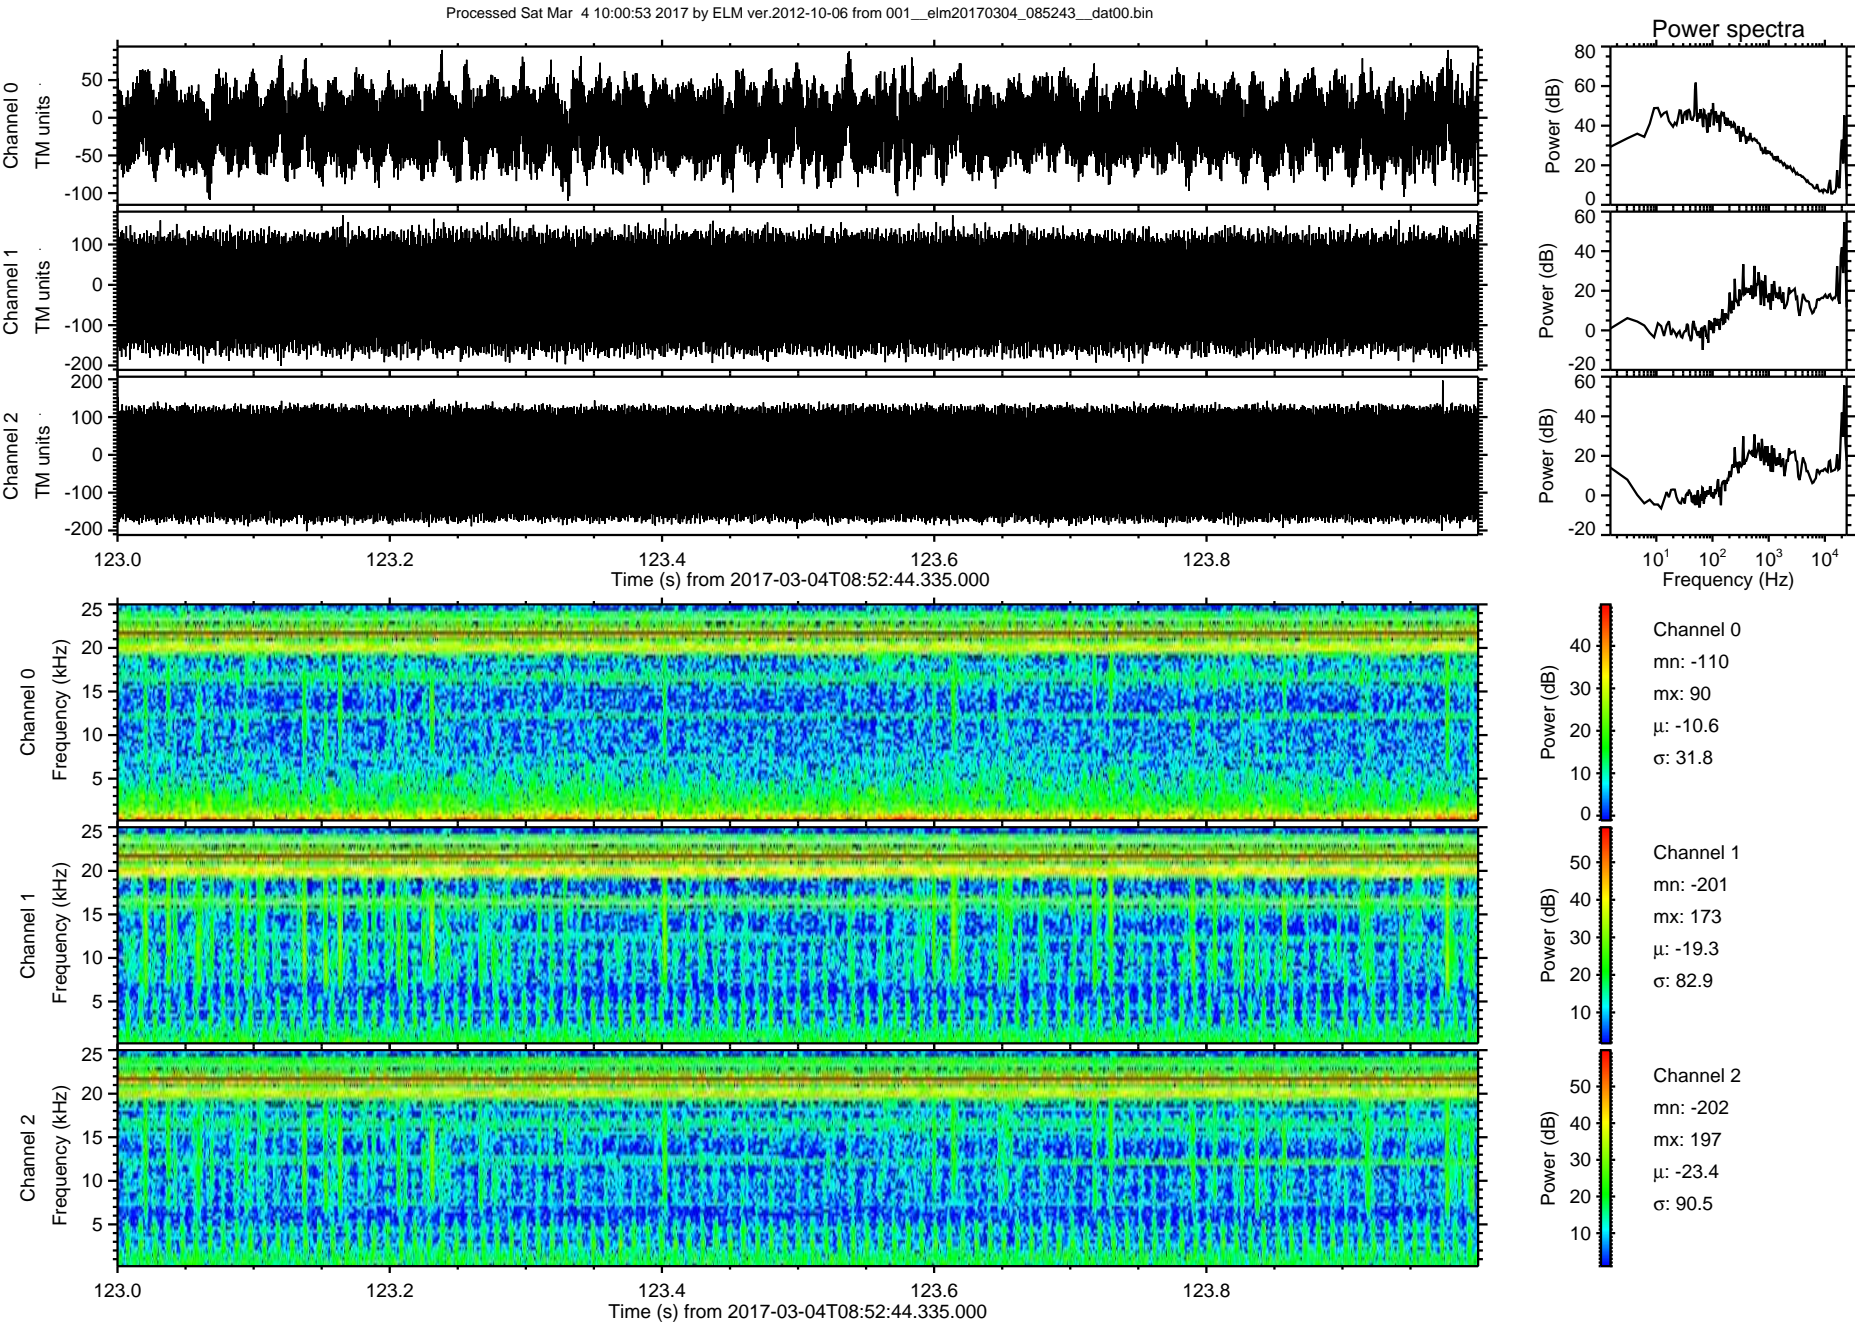 Processed Sat Mar  4 10:00:53 2017 by ELM ver.2012-10-06 from 001__elm20170304_085243__dat00.bin
Power spectra
Channel 0
TM units
50
0
-50
-100
Power (dB)
80
60
40
20
0
Channel 1
TM units
100
0
-100
-200
Power (dB)
60
40
20
0
-20
Channel 2
TM units
200
100
0
-100
-200
Power (dB)
60
40
20
0
-20
123.0 123.2 123.4 123.6 123.8
Time (s) from 2017-03-04T08:52:44.335.000
10¹ 10² 10³ 10⁴
Frequency (Hz)
Channel 0
Frequency (kHz)
25
20
15
10
5
Power (dB)
40
30
20
10
0
Channel 0
mn: -110
mx: 90
μ: -10.6
σ: 31.8
Channel 1
Frequency (kHz)
25
20
15
10
5
Power (dB)
50
40
30
20
10
Channel 1
mn: -201
mx: 173
μ: -19.3
σ: 82.9
Channel 2
Frequency (kHz)
25
20
15
10
5
Power (dB)
50
40
30
20
10
Channel 2
mn: -202
mx: 197
μ: -23.4
σ: 90.5
123.0 123.2 123.4 123.6 123.8
Time (s) from 2017-03-04T08:52:44.335.000